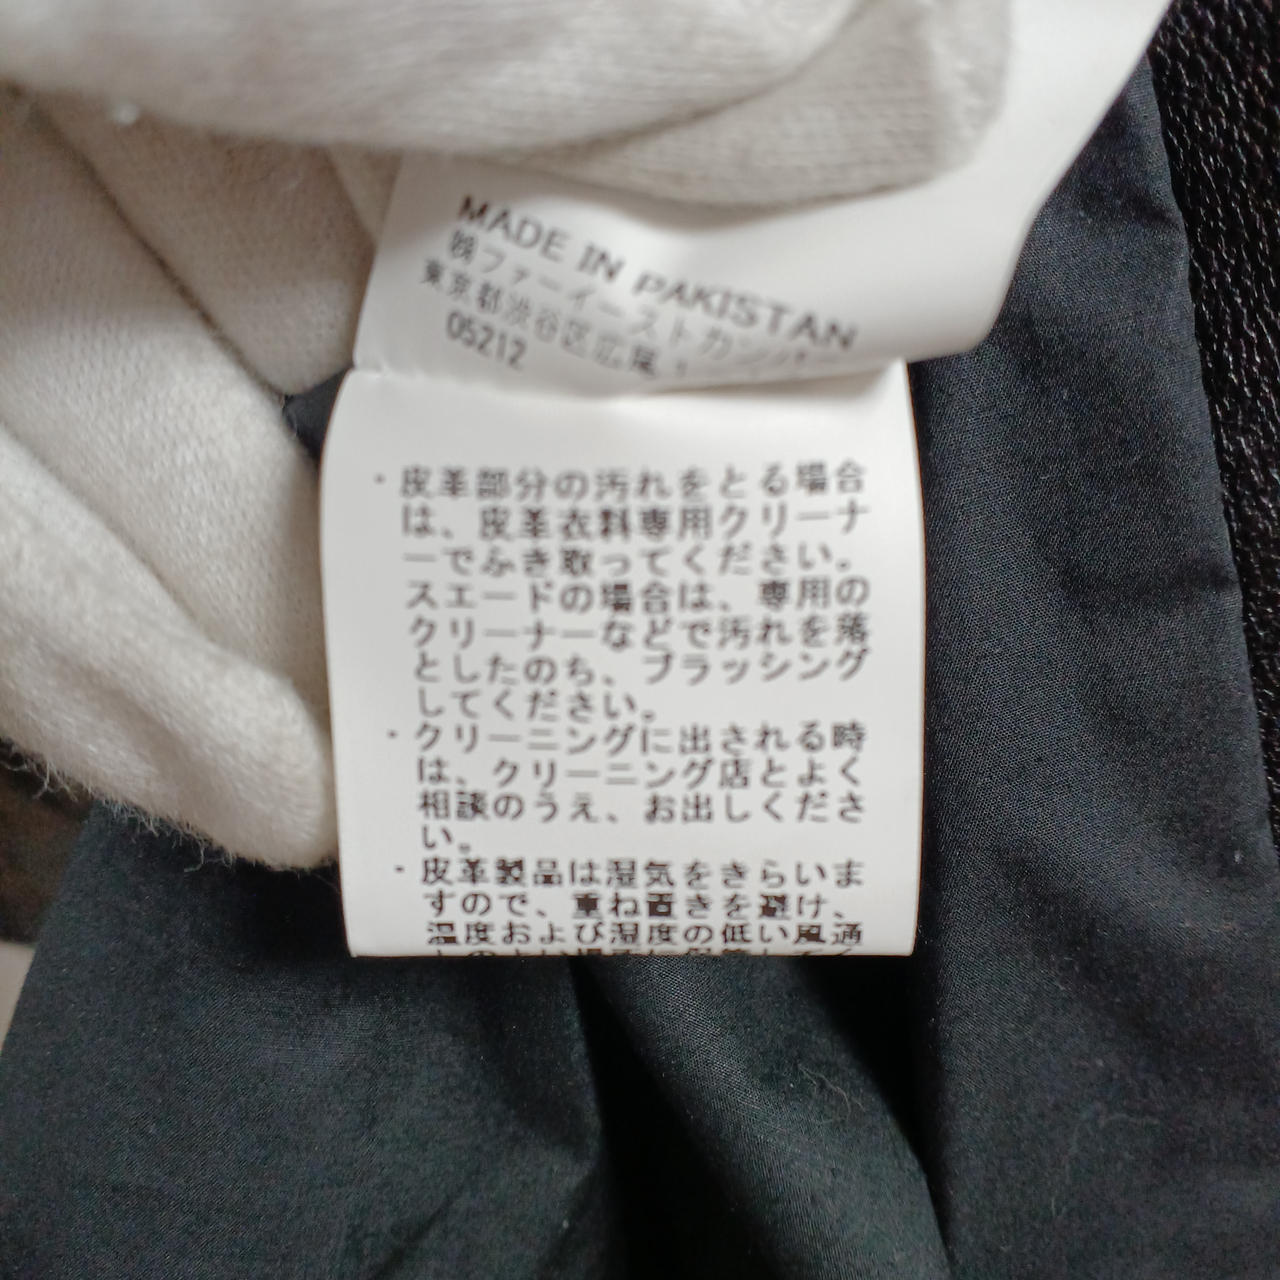 MADE IN PAKISTAN
㈱ファーイーストカンパ
東京都渋谷区広尾
05212
・皮革部分の汚れをとる場合
は、皮革衣料専用クリーナ
ーでふき取ってください。
スエードの場合は、専用の
クリーナーなどで汚れを落
としたのち、ブラッシング
してください。
・クリーニングに出される時
は、クリーニング店とよく
相談のうえ、お出しくださ
い。
・皮革製品は湿気をきらいま
すので、重ね置きを避け、
温度および湿度の低い風通